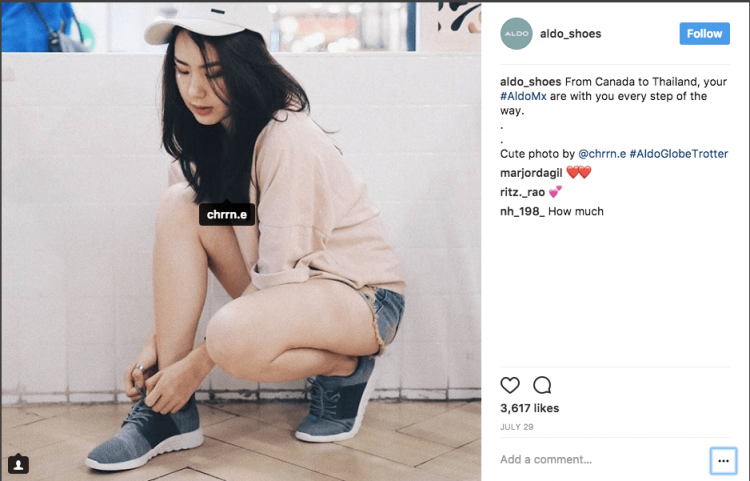 ALDO
aldo_shoes
Follow
aldo_shoes From Canada to Thailand, your
#AldoMx are with you every step of the
way.
.
.
Cute photo by @chrrn.e #AldoGlobeTrotter
marjordagil ❤️❤️
ritz._rao 💕
nh_198_ How much
chrrn.e
3,617 likes
JULY 29
Add a comment...